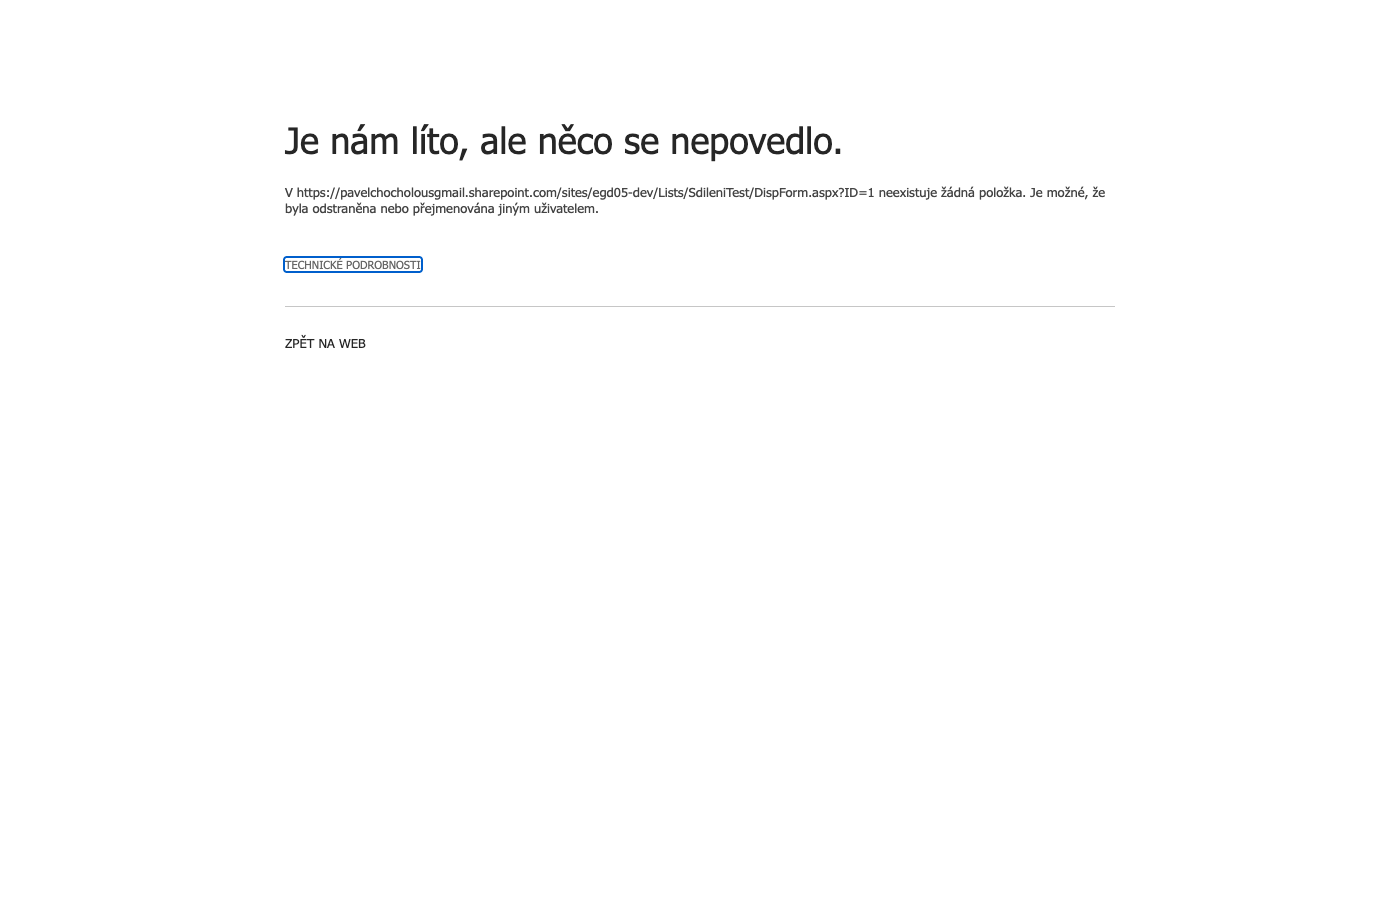 Je nám líto, ale něco se nepovedlo.
V https://pavelchocholousgmail.sharepoint.com/sites/egd05-dev/Lists/SdileniTest/DispForm.aspx?ID=1 neexistuje žádná položka. Je možné, že
byla odstraněna nebo přejmenována jiným uživatelem.
TECHNICKÉ PODROBNOSTI
ZPĚT NA WEB